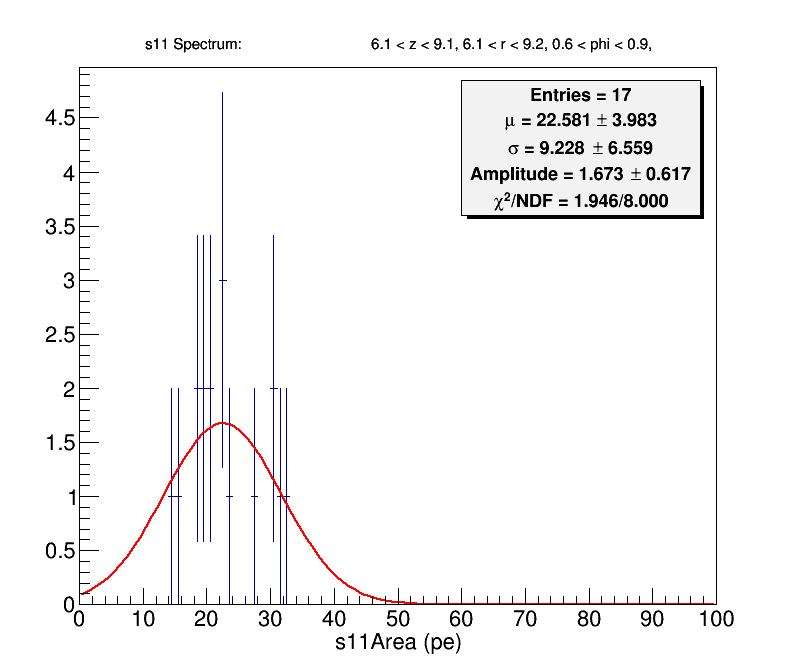 s11 Spectrum: 6.1 < z < 9.1, 6.1 < r < 9.2, 0.6 < phi < 0.9,
Entries = 17
μ = 22.581 ± 3.983
σ = 9.228 ± 6.559
Amplitude = 1.673 ± 0.617
χ²/NDF = 1.946/8.000
4.5
4
3.5
3
2.5
2
1.5
1
0.5
0
0 10 20 30 40 50 60 70 80 90 100
s11Area (pe)